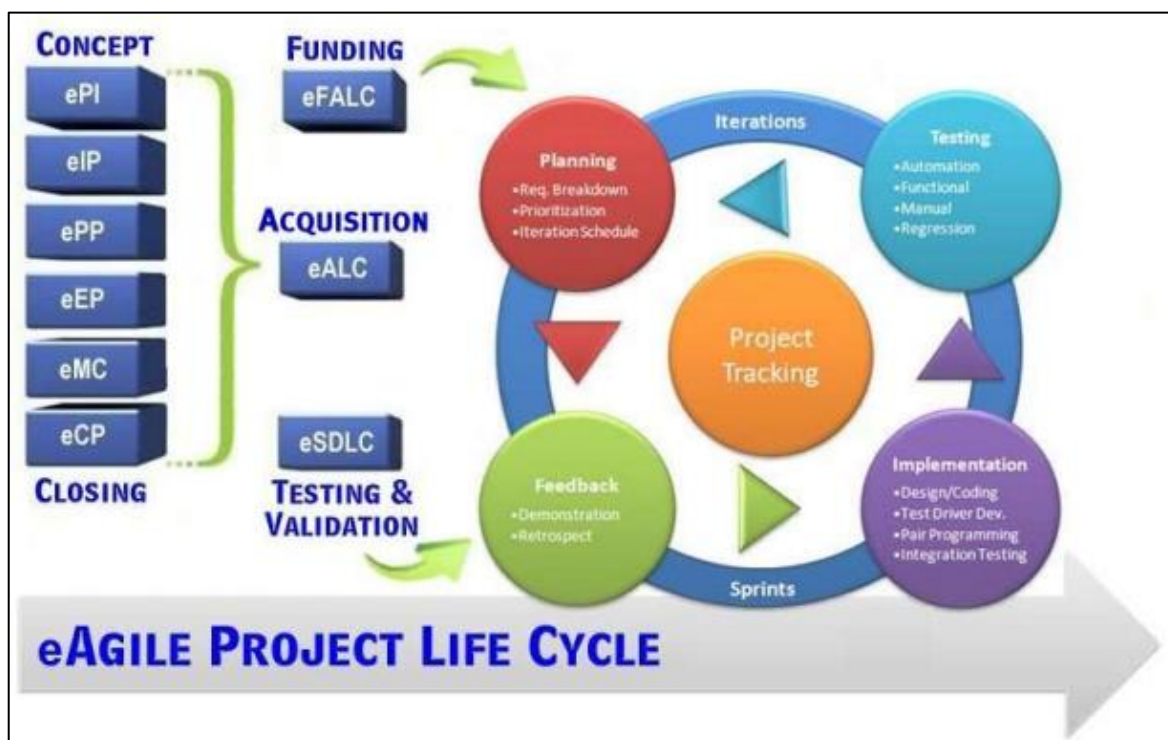 CONCEPT
ePI
eIP
ePP
eEP
eMC
eCP
CLOSING
FUNDING
eFALC
ACQUISITION
eALC
eSDLC
TESTING &
VALIDATION
Iterations
Planning
•Req. Breakdown
•Prioritization
•Iteration Schedule
Testing
•Automation
•Functional
•Manual
•Regression
Project
Tracking
Feedback
•Demonstration
•Retrospect
Implementation
•Design/Coding
•Test Driver Dev.
•Pair Programming
•Integration Testing
Sprints
eAGILE PROJECT LIFE CYCLE